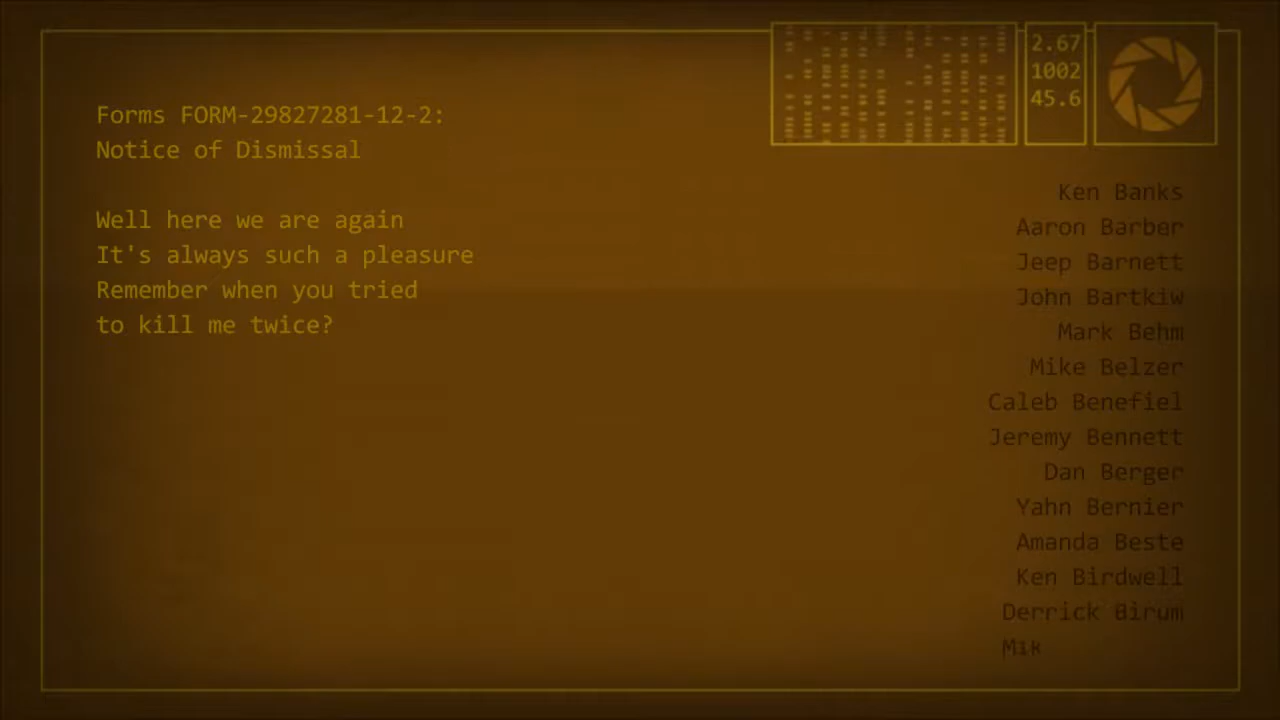 Forms FORM-29827281-12-2:
Notice of Dismissal
Well here we are again
It's always such a pleasure
Remember when you tried
to kill me twice?
2.67
1002
45.6
Ken Banks
Aaron Barber
Jeep Barnett
John Bartkiw
Mark Behm
Mike Belzer
Caleb Benefiel
Jeremy Bennett
Dan Berger
Yahn Bernier
Amanda Beste
Ken Birdwell
Derrick Birum
Mik